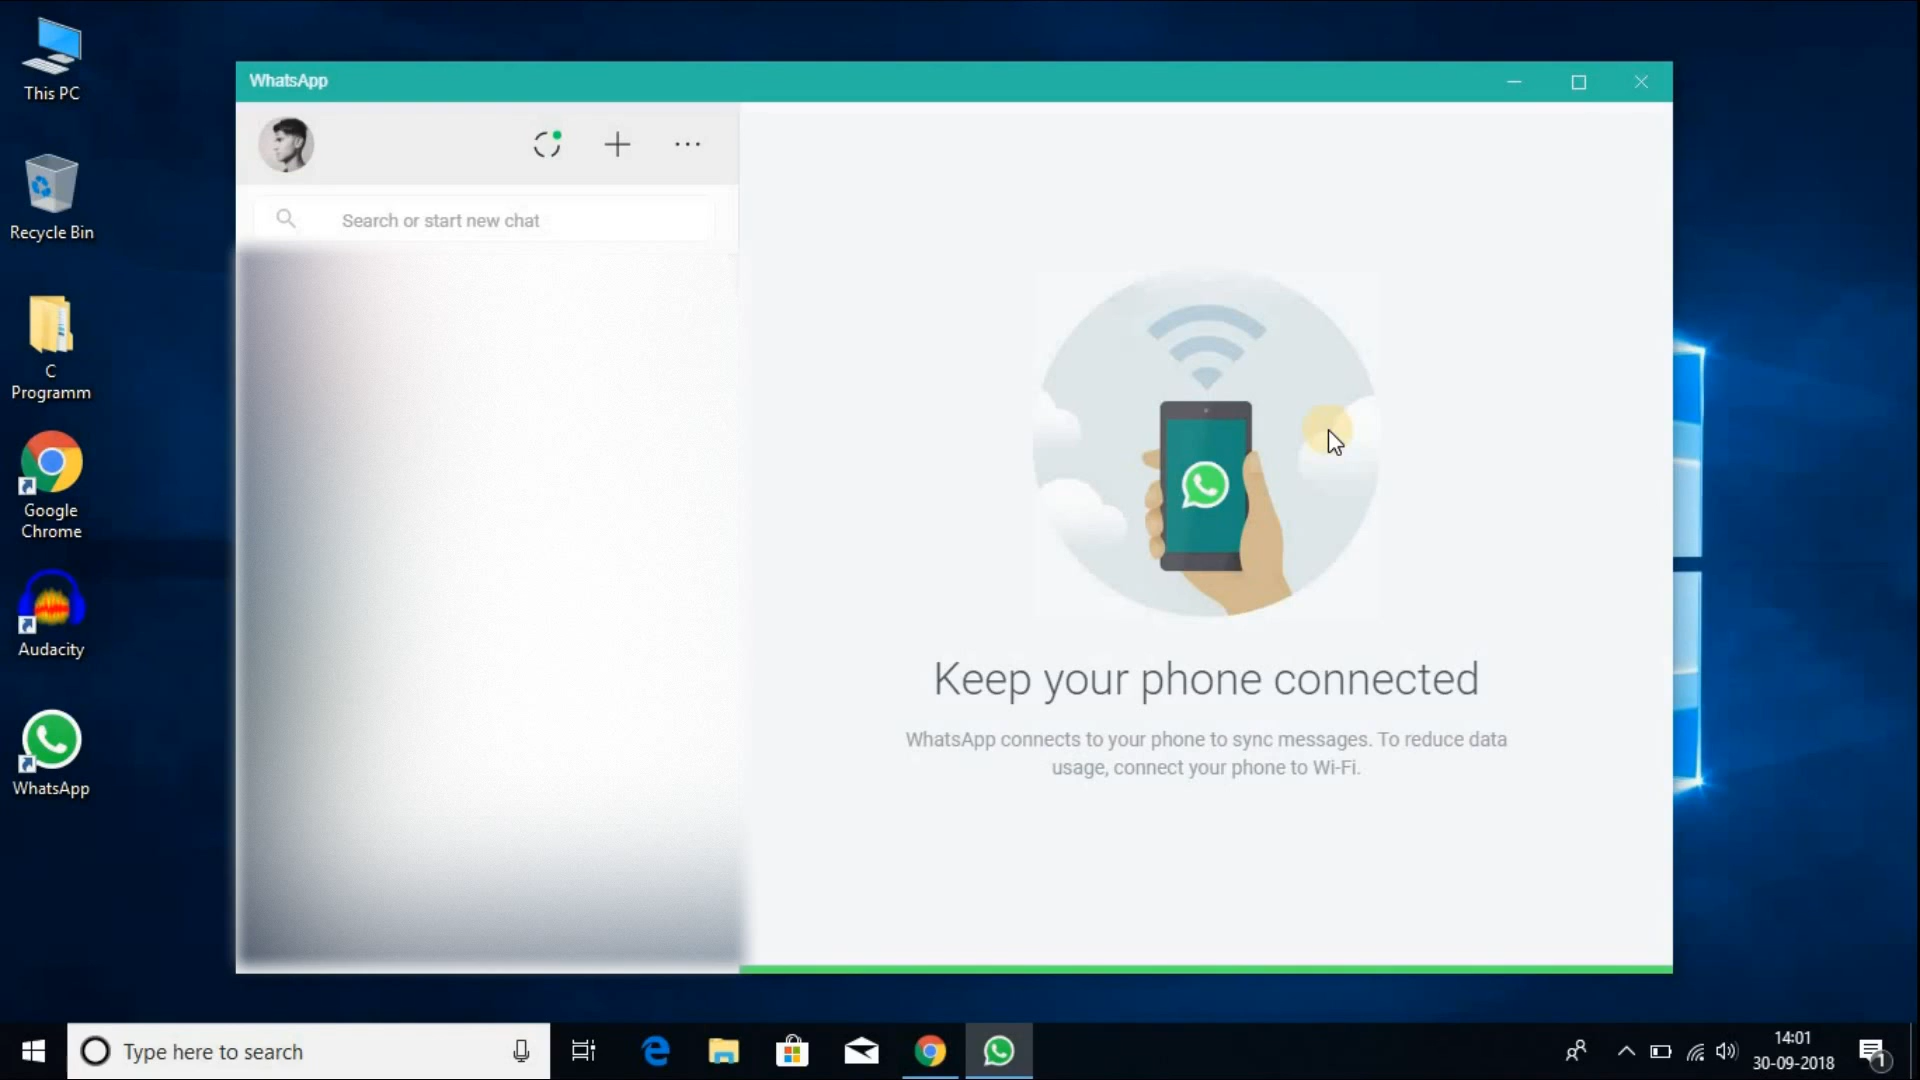 This PC
Recycle Bin
C
Programm
Google
Chrome
Audacity
WhatsApp
WhatsApp
Search or start new chat
Keep your phone connected
WhatsApp connects to your phone to sync messages. To reduce data
usage, connect your phone to Wi-Fi.
Type here to search
14:01
30-09-2018
1